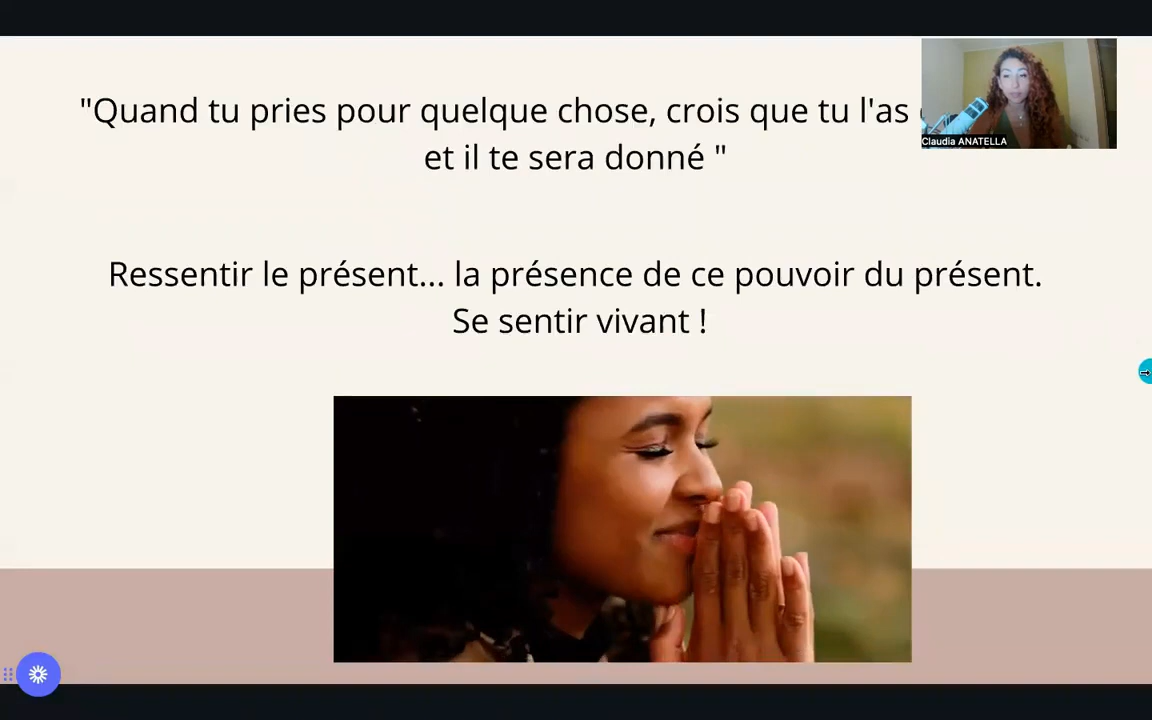 "Quand tu pries pour quelque chose, crois que tu l'as
et il te sera donné "
Ressentir le présent... la présence de ce pouvoir du présent.
Se sentir vivant !
Claudia ANATELLA